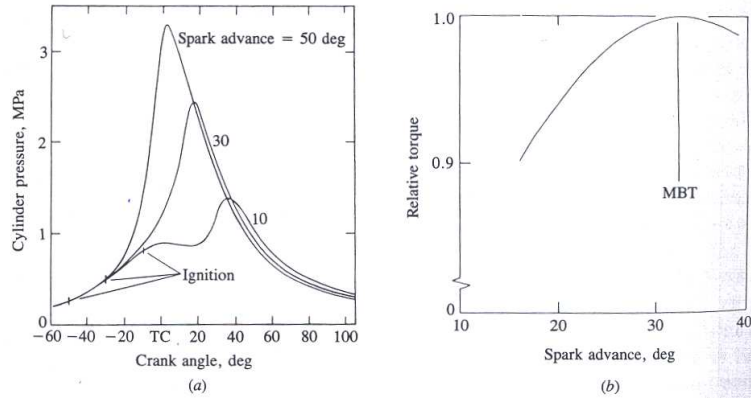 Spark advance = 50 deg
30
10
Ignition
Cylinder pressure, MPa
3
2
1
0
−60 −40 −20 TC 20 40 60 80 100
Crank angle, deg
(a)
1.0
0.9
0
Relative torque
MBT
10 20 30 40
Spark advance, deg
(b)